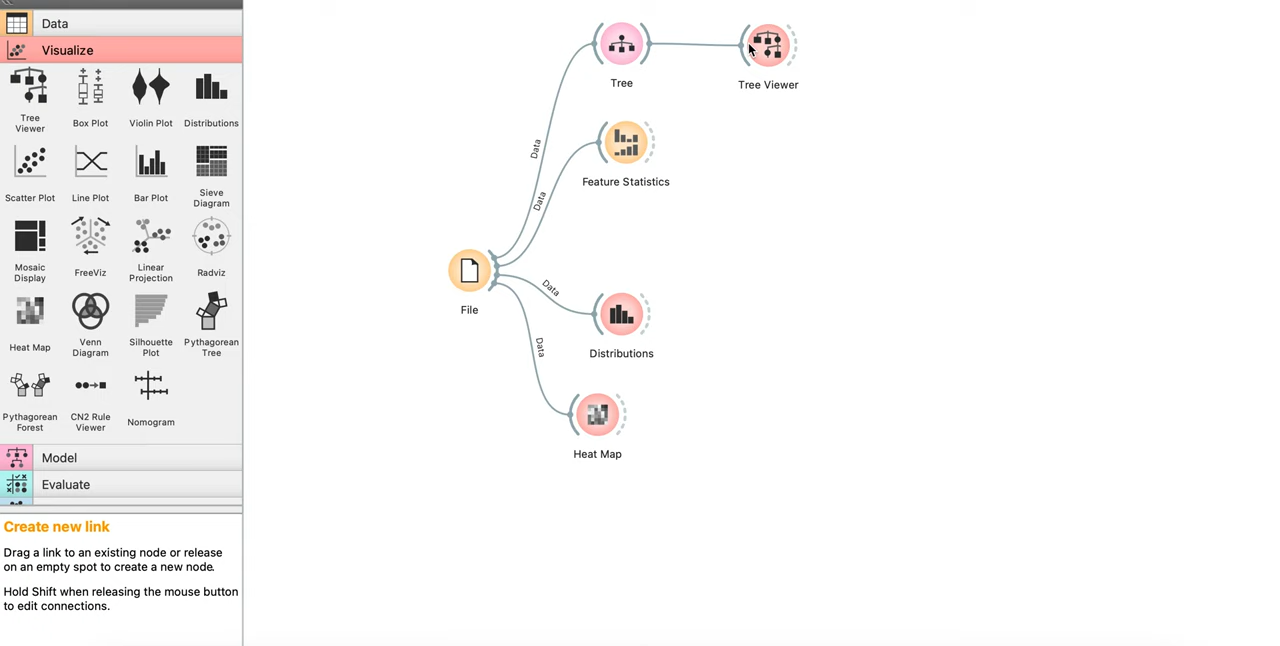 Data
Visualize
Tree
Viewer
Box Plot
Violin Plot
Distributions
Scatter Plot
Line Plot
Bar Plot
Sieve
Diagram
Mosaic
Display
FreeViz
Linear
Projection
Radviz
Heat Map
Venn
Diagram
Silhouette
Plot
Pythagorean
Tree
Pythagorean
Forest
CN2 Rule
Viewer
Nomogram
Model
Evaluate
Create new link
Drag a link to an existing node or release
on an empty spot to create a new node.
Hold Shift when releasing the mouse button
to edit connections.
Tree
Tree Viewer
Data
Feature Statistics
Data
File
Data
Distributions
Data
Heat Map